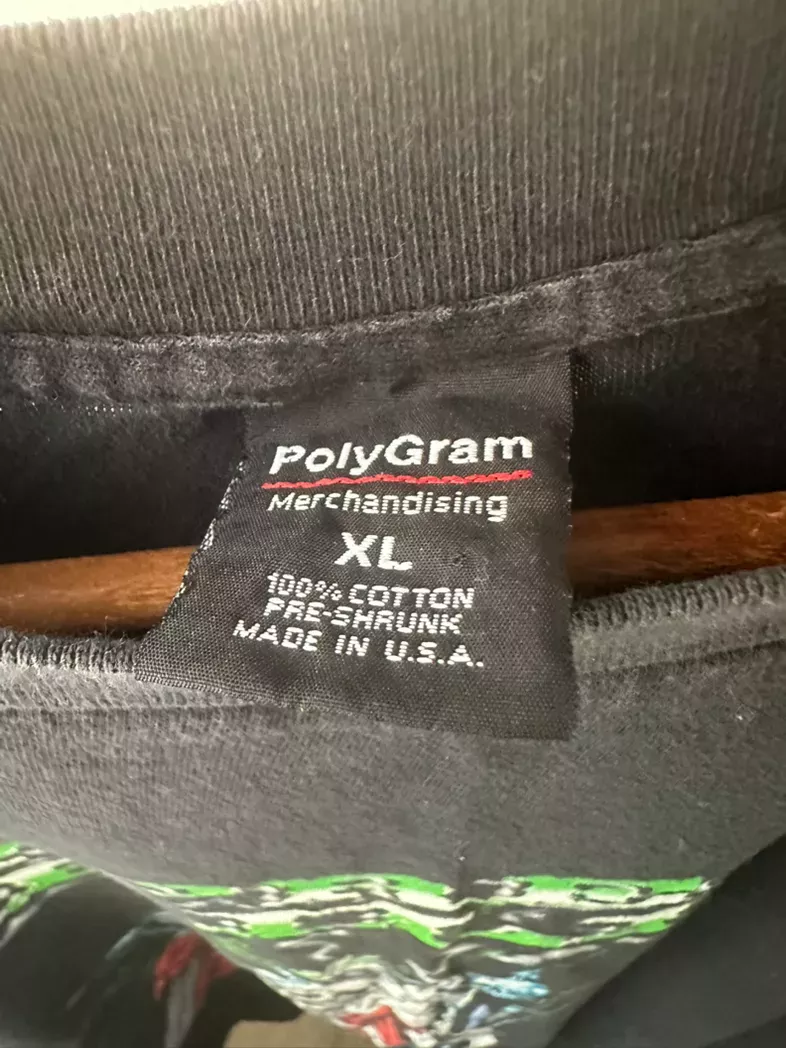 PolyGram
Merchandising
XL
100% COTTON
PRE-SHRUNK
MADE IN U.S.A.